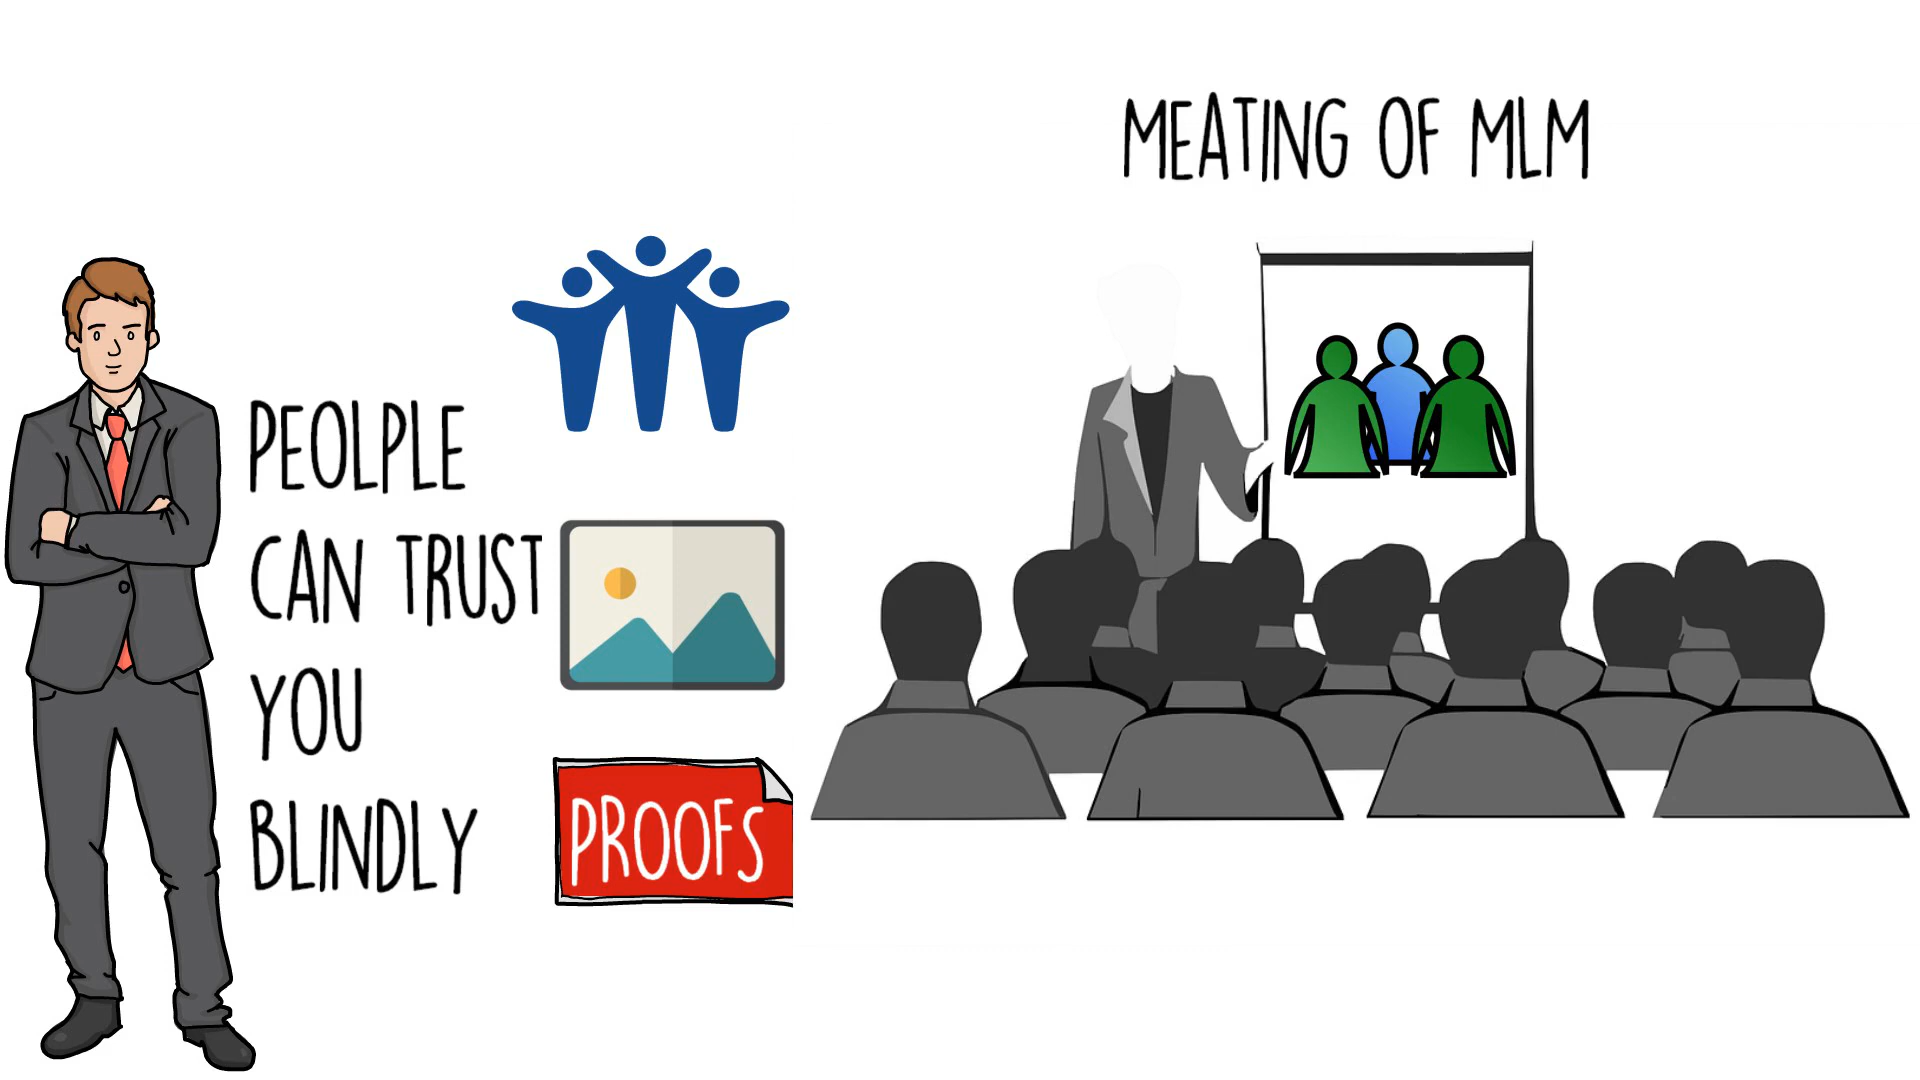 MEATING OF MLM
PEOLPLE
CAN TRUST
YOU
BLINDLY
PROOFS